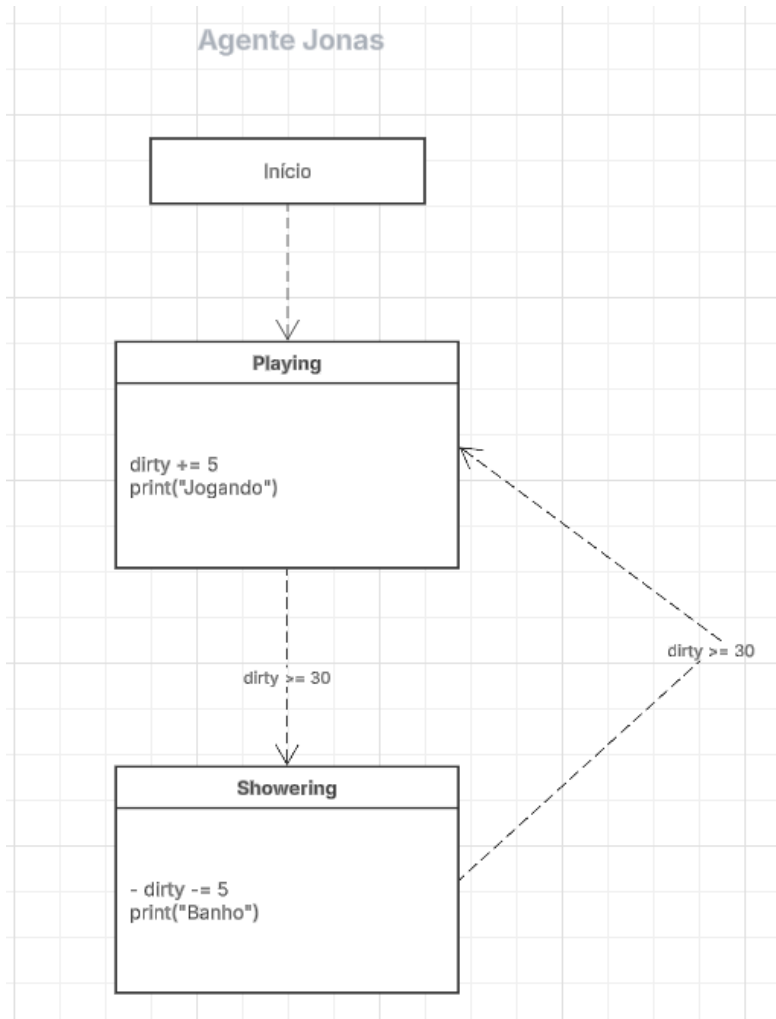 Agente Jonas
Início
Playing
dirty += 5
print("Jogando")
dirty >= 30
dirty >= 30
Showering
- dirty -= 5
print("Banho")